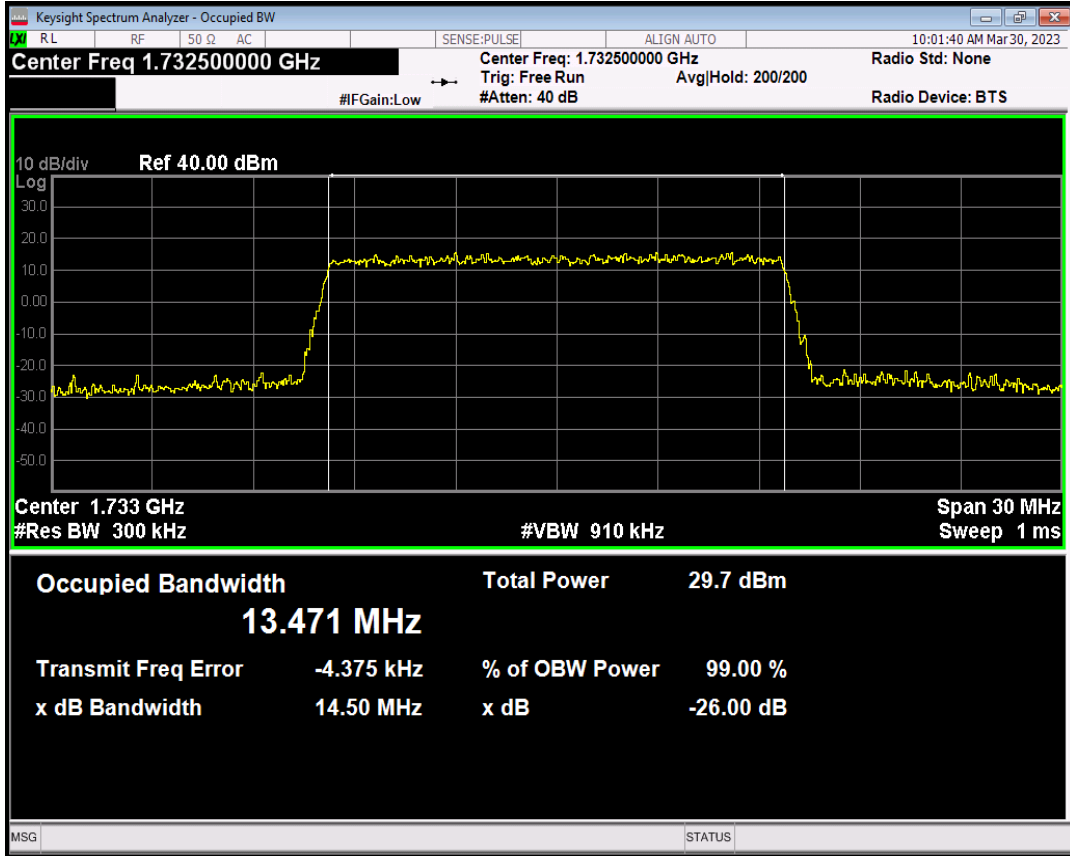 Keysight Spectrum Analyzer - Occupied BW
LXI RL RF 50 Ω AC SENSE:PULSE ALIGN AUTO 10:01:40 AM Mar 30, 2023
Center Freq 1.732500000 GHz Center Freq: 1.732500000 GHz Radio Std: None
Trig: Free Run Avg|Hold: 200/200
#IFGain:Low #Atten: 40 dB Radio Device: BTS
10 dB/div Ref 40.00 dBm
Log
30.0
20.0
10.0
0.00
-10.0
-20.0
-30.0
-40.0
-50.0
Center 1.733 GHz Span 30 MHz
#Res BW 300 kHz #VBW 910 kHz Sweep 1 ms
Occupied Bandwidth Total Power 29.7 dBm
13.471 MHz
Transmit Freq Error -4.375 kHz % of OBW Power 99.00 %
x dB Bandwidth 14.50 MHz x dB -26.00 dB
MSG STATUS